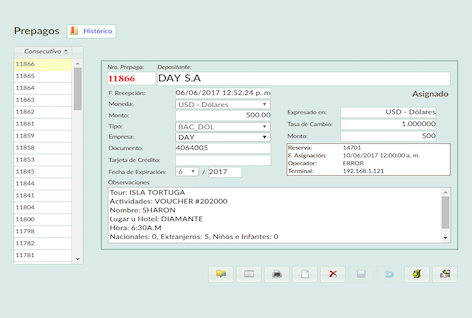 Prepagos Histórico
Consecutivo
11866
11865
11864
11863
11862
11861
11859
11858
11846
11845
11844
11841
11804
11800
11798
11782
11781
Nro. Prepago: Depositante:
11866 DAY S.A
F. Recepción: 06/06/2017 12:52:24 p. m
Asignado
Moneda: USD - Dólares
Monto: 500.00
Tipo: BAC_DOL
Empresa: DAY
Documento: 4064005
Tarjeta de Crédito:
Fecha de Expiración: 6 / 2017
Expresado en: USD - Dólares
Tasa de Cambio: 1.000000
Monto: 500
Reserva: 14701
F. Asignación: 10/06/2017 12:00:00 a. m.
Operador: ERROR
Terminal: 192.168.1.121
Observaciones
Tour: ISLA TORTUGA
Actividades: VOUCHER #202000
Nombre: SHARON
Lugar u Hotel: DIAMANTE
Hora: 6:30A.M
Nacionales: 0, Extranjeros: 5, Niños e Infantes: 0